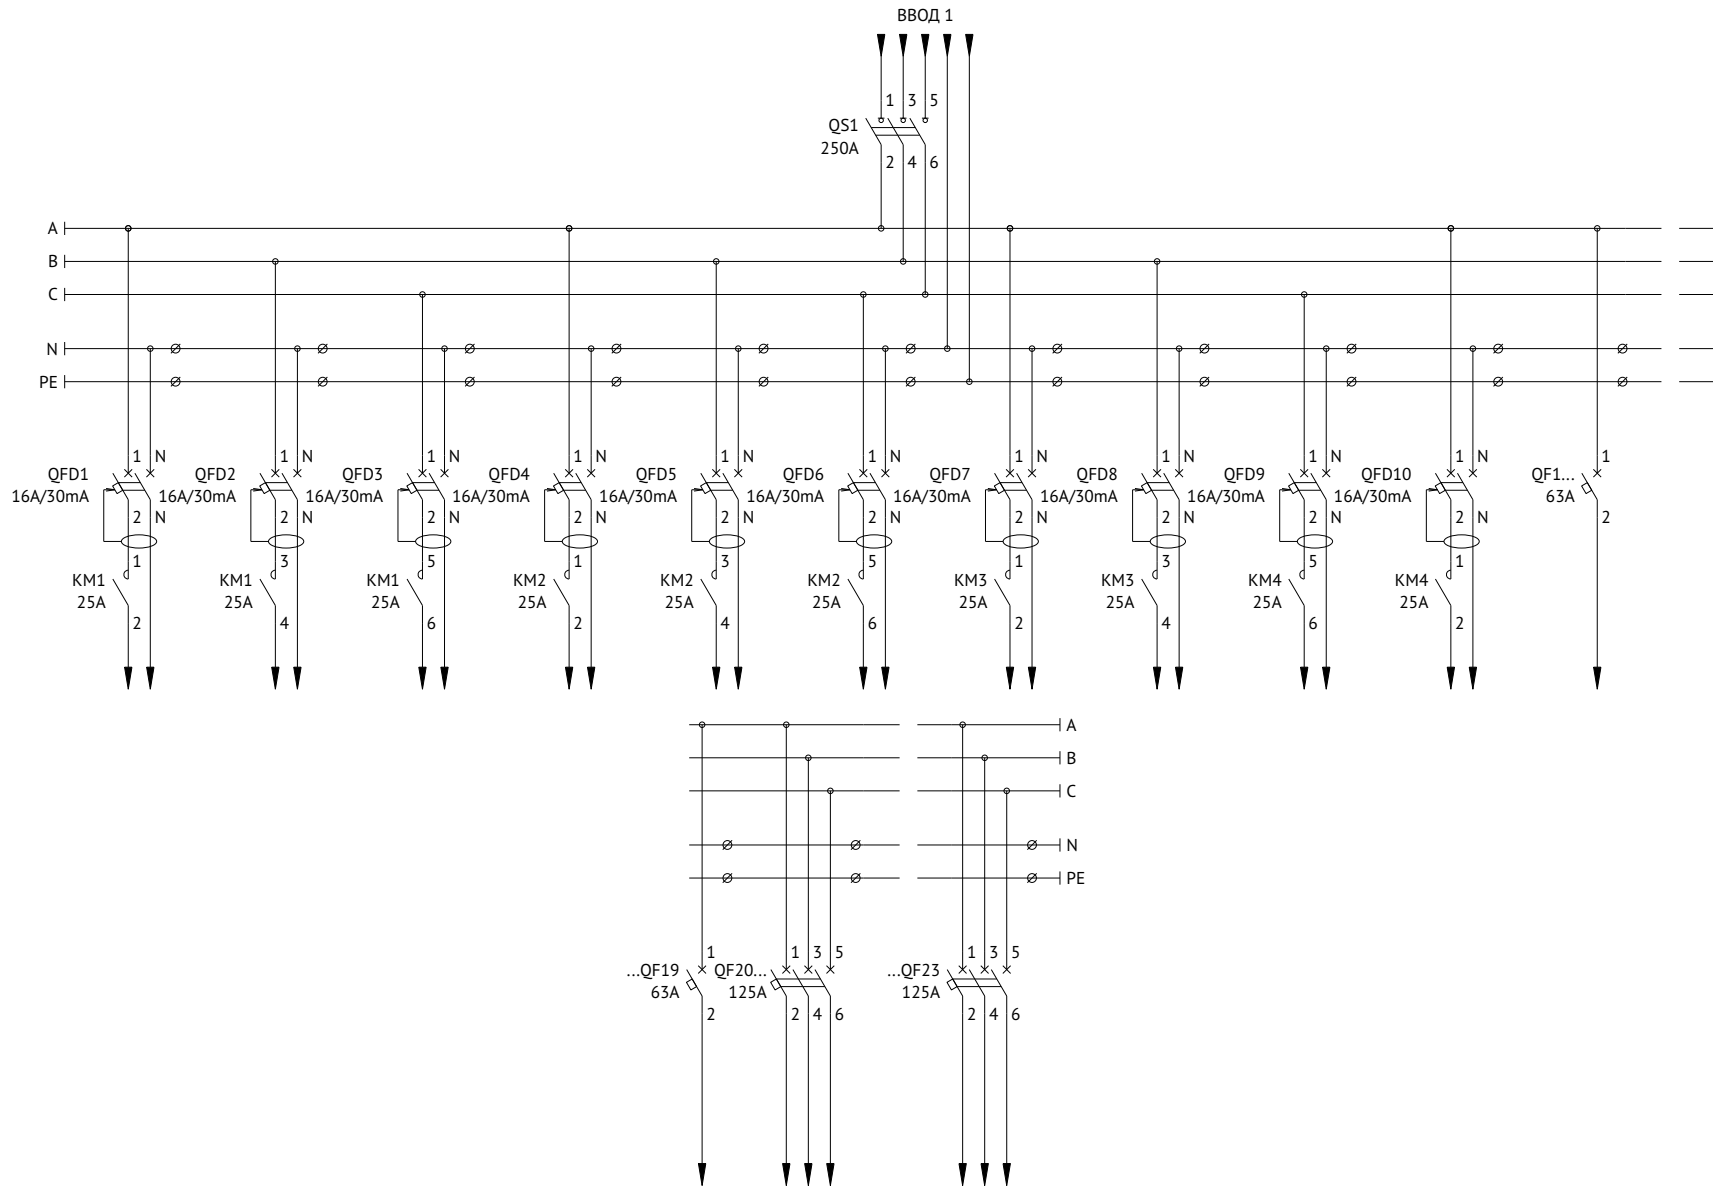 ВВОД 1
1 3 5
QS1
250A
2 4 6
A
B
C
N
PE
1 N 1 N 1 N 1 N 1 N 1 N 1 N 1 N 1 N 1 N 1
QFD1 QFD2 QFD3 QFD4 QFD5 QFD6 QFD7 QFD8 QFD9 QFD10 QF1...
16A/30mA 16A/30mA 16A/30mA 16A/30mA 16A/30mA 16A/30mA 16A/30mA 16A/30mA 16A/30mA 16A/30mA 63A
2 N 2 N 2 N 2 N 2 N 2 N 2 N 2 N 2 N 2 N 2
1 3 5 1 3 5 1 3 5 1
KM1 KM1 KM1 KM2 KM2 KM2 KM3 KM3 KM4 KM4
25A 25A 25A 25A 25A 25A 25A 25A 25A 25A
2 4 6 2 4 6 2 4 6 2
A
B
C
N
PE
1 1 3 5 1 3 5
...QF19 QF20... ...QF23
63A 125A 125A
2 2 4 6 2 4 6